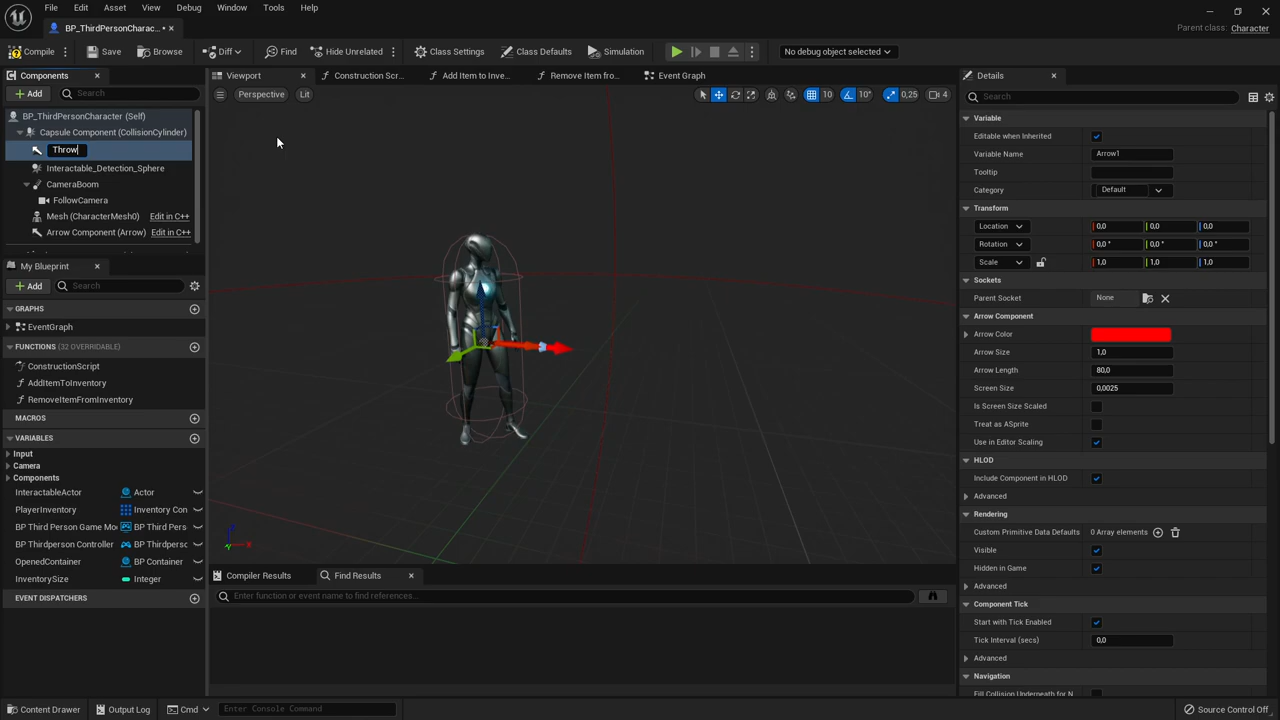 File Edit Asset View Debug Window Tools Help
BP_ThirdPersonCharac...
Parent class: Character
Compile Save Browse Diff Find Hide Unrelated Class Settings Class Defaults Simulation No debug object selected
Components Viewport Construction Scr... Add Item to Inve... Remove Item fro... Event Graph Details
Add Search Perspective Lit 10 10° 0,25 4 Search
BP_ThirdPersonCharacter (Self)
Capsule Component (CollisionCylinder)
Throw
Interactable_Detection_Sphere
CameraBoom
FollowCamera
Mesh (CharacterMesh0) Edit in C++
Arrow Component (Arrow) Edit in C++
My Blueprint
Add Search
GRAPHS
EventGraph
FUNCTIONS (32 OVERRIDABLE)
ConstructionScript
AddItemToInventory
RemoveItemFromInventory
MACROS
VARIABLES
Input
Camera
Components
InteractableActor Actor
PlayerInventory Inventory Con
BP Third Person Game Mo BP Third Pers
BP Thirdperson Controller BP Thirdperso
OpenedContainer BP Container
InventorySize Integer
EVENT DISPATCHERS
Compiler Results Find Results
Enter function or event name to find references...
Variable
Editable when Inherited
Variable Name Arrow1
Tooltip
Category Default
Transform
Location 0,0 0,0 0,0
Rotation 0,0 ° 0,0 ° 0,0 °
Scale 1,0 1,0 1,0
Sockets
Parent Socket None
Arrow Component
Arrow Color
Arrow Size 1,0
Arrow Length 80,0
Screen Size 0,0025
Is Screen Size Scaled
Treat as ASprite
Use in Editor Scaling
HLOD
Include Component in HLOD
Advanced
Rendering
Custom Primitive Data Defaults 0 Array elements
Visible
Hidden in Game
Advanced
Component Tick
Start with Tick Enabled
Tick Interval (secs) 0,0
Advanced
Navigation
Fill Collision Underneath for N
Content Drawer Output Log Cmd Enter Console Command Source Control Off